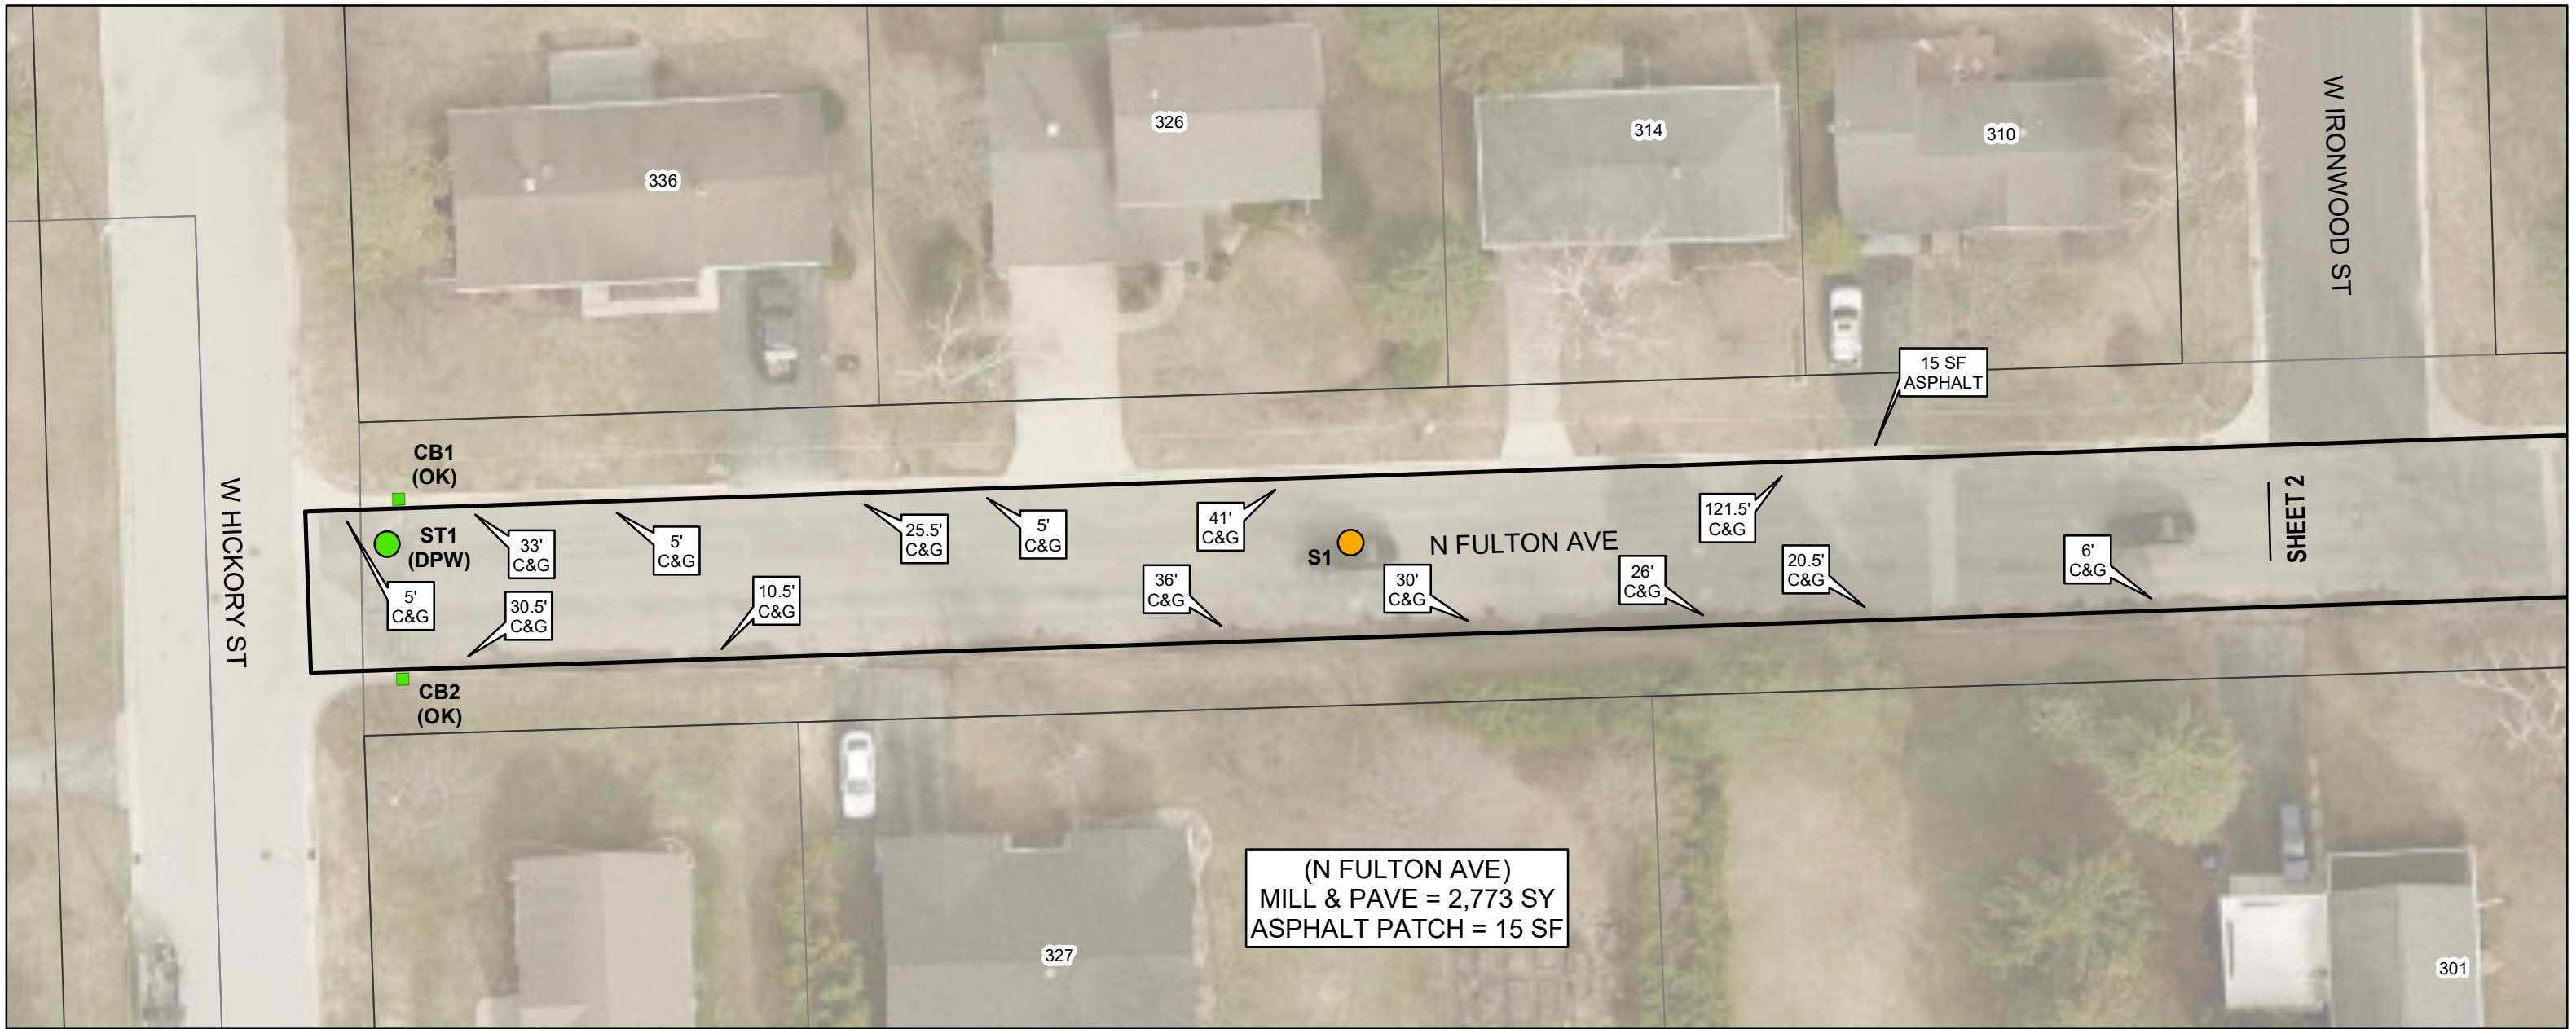 336
326
314
310
W IRONWOOD ST
15 SF
ASPHALT
CB1
(OK)
W HICKORY ST
ST1
(DPW)
5'
C&G
33'
C&G
5'
C&G
25.5'
C&G
5'
C&G
41'
C&G
S1
N FULTON AVE
121.5'
C&G
SHEET 2
30.5'
C&G
10.5'
C&G
36'
C&G
30'
C&G
26'
C&G
20.5'
C&G
6'
C&G
CB2
(OK)
(N FULTON AVE)
MILL & PAVE = 2,773 SY
ASPHALT PATCH = 15 SF
327
301